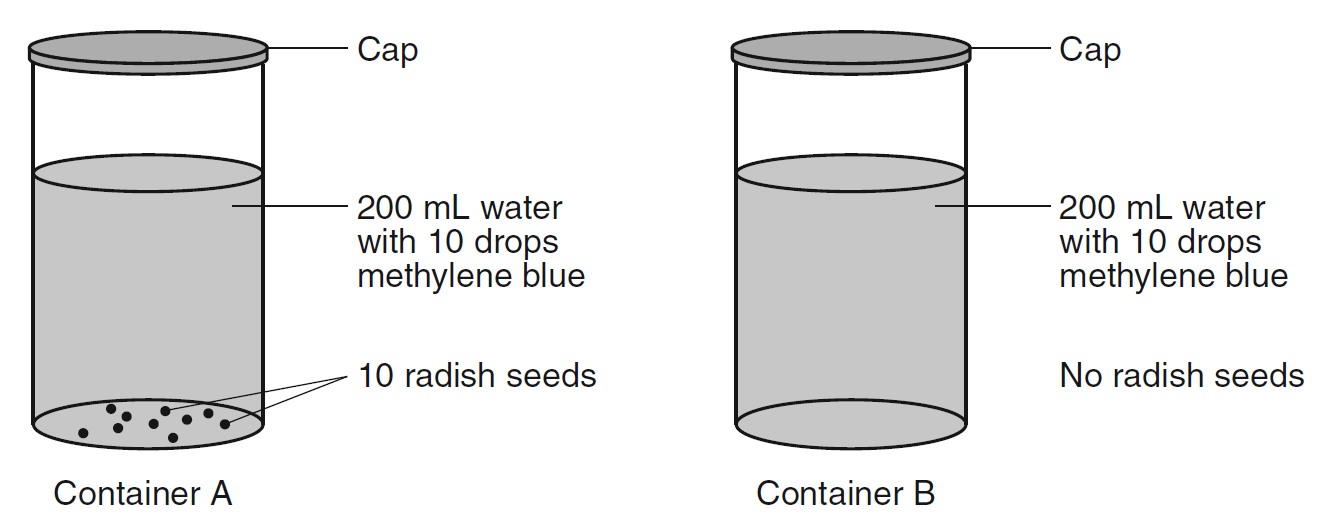 Cap
200 mL water
with 10 drops
methylene blue
10 radish seeds
Container A
Cap
200 mL water
with 10 drops
methylene blue
No radish seeds
Container B